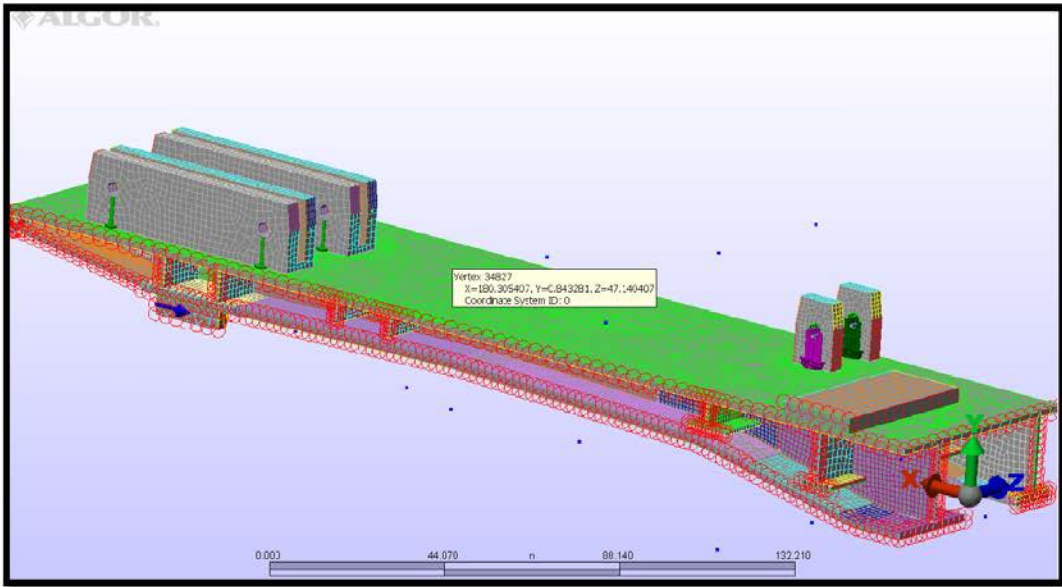 ALGOR.
Vertex 34827
X=180.305407, Y=0.843281, Z=47.140407
Coordinate System ID: 0
Y
X
Z
0.003
44.070
n
88.140
132.210